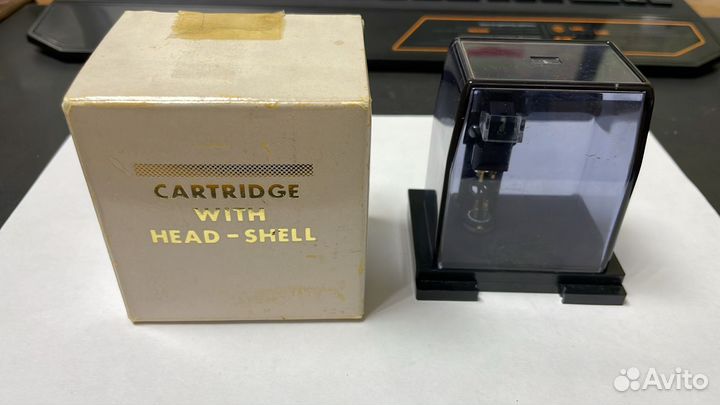 CARTRIDGE
WITH
HEAD-SHELL
Avito